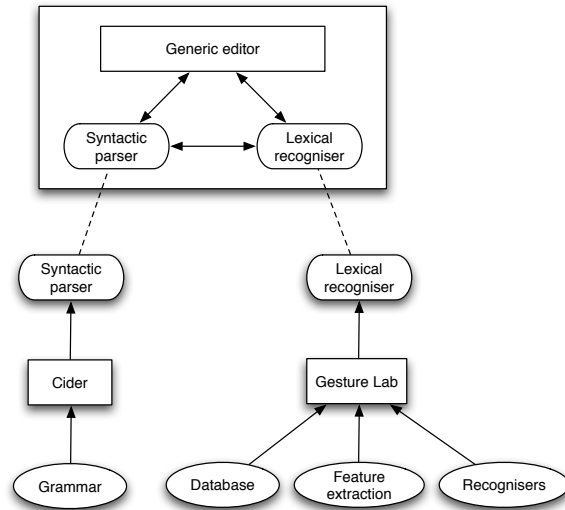 Generic editor
Syntactic
parser
Lexical
recogniser
Syntactic
parser
Lexical
recogniser
Cider
Gesture Lab
Grammar
Database
Feature
extraction
Recognisers